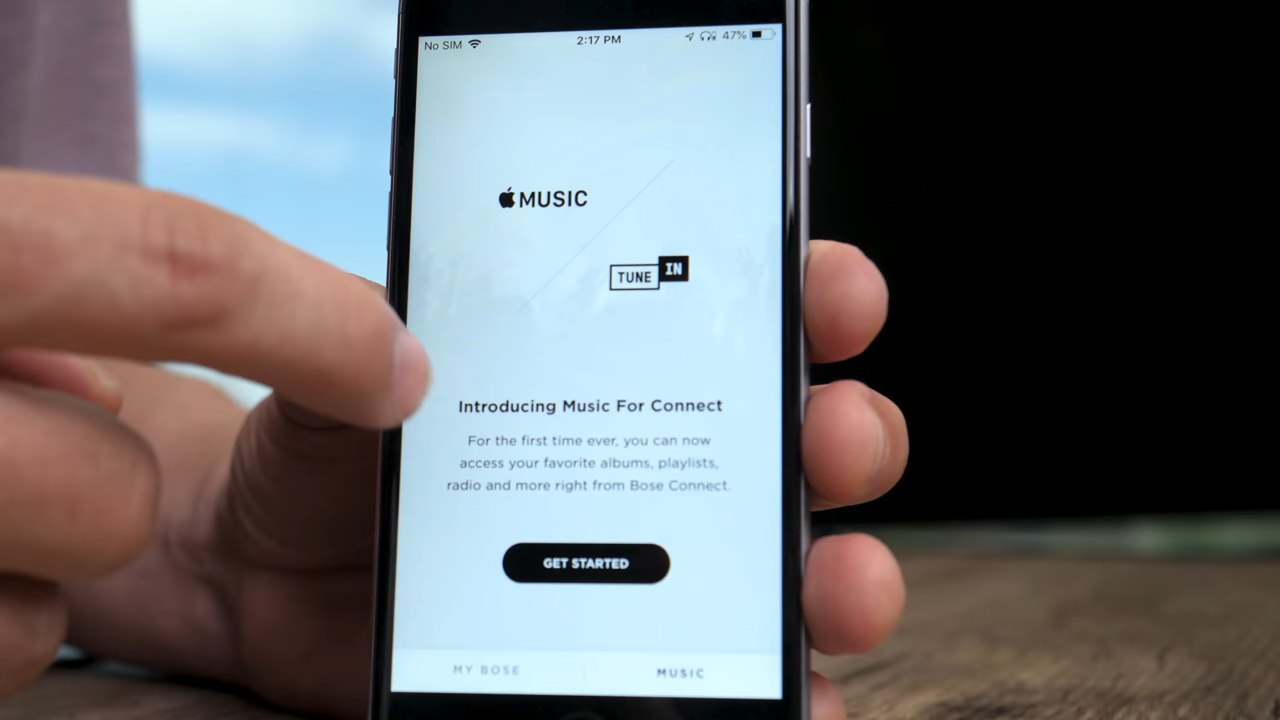 No SIM 2:17 PM 47%
MUSIC
TUNE IN
Introducing Music For Connect
For the first time ever, you can now
access your favorite albums, playlists,
radio and more right from Bose Connect.
GET STARTED
MY BOSE MUSIC